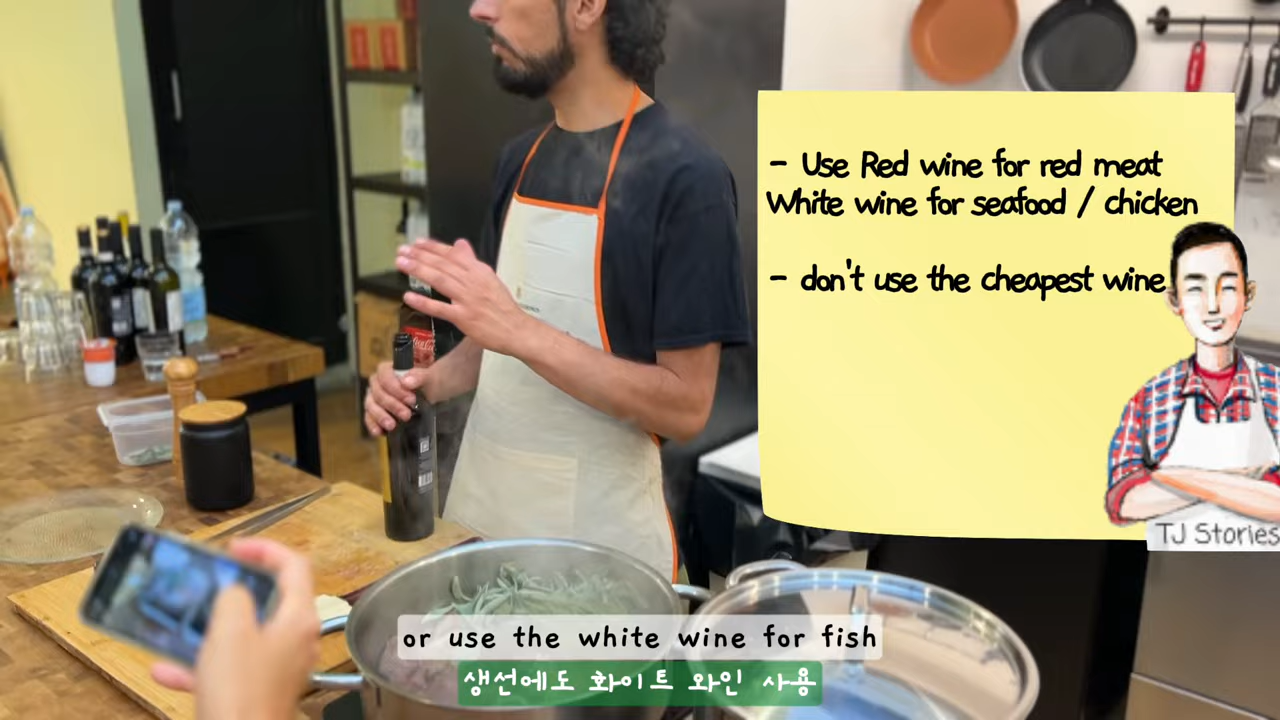 - Use Red wine for red meat
White wine for seafood / chicken
- don't use the cheapest wine
TJ Stories
or use the white wine for fish
생선에도 화이트 와인 사용